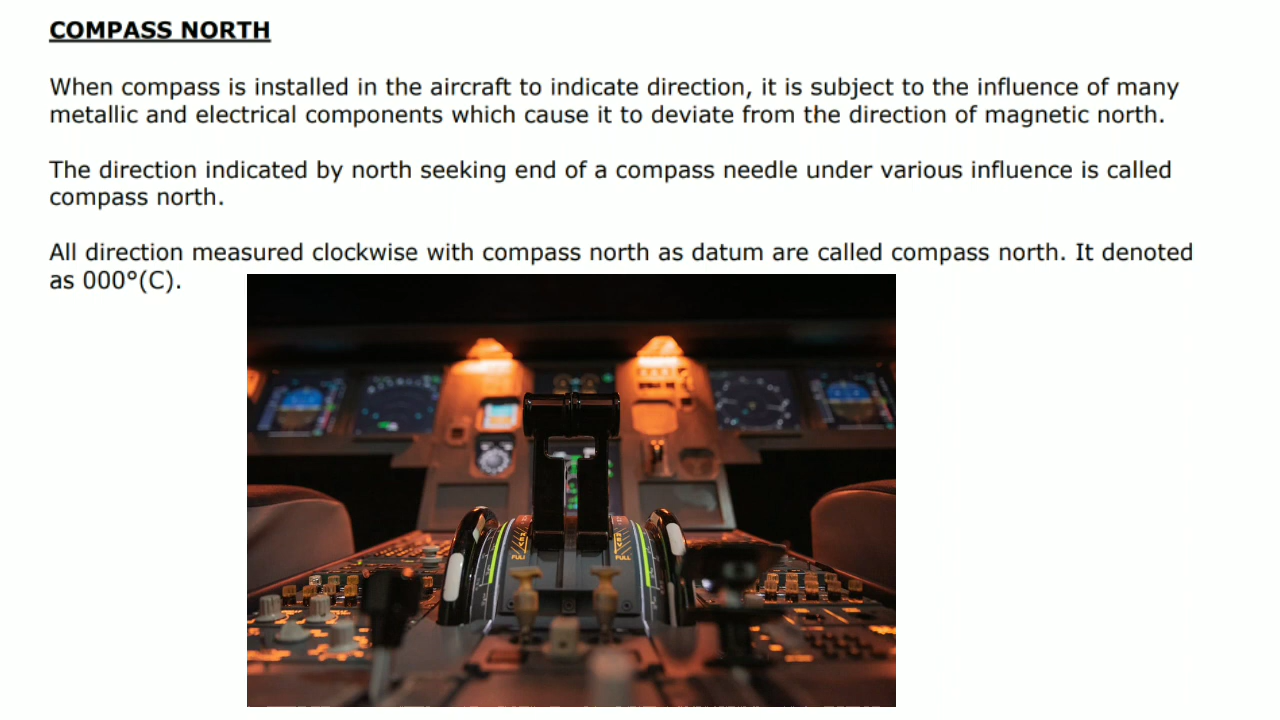 COMPASS NORTH
When compass is installed in the aircraft to indicate direction, it is subject to the influence of many
metallic and electrical components which cause it to deviate from the direction of magnetic north.
The direction indicated by north seeking end of a compass needle under various influence is called
compass north.
All direction measured clockwise with compass north as datum are called compass north. It denoted
as 000°(C).
FULL